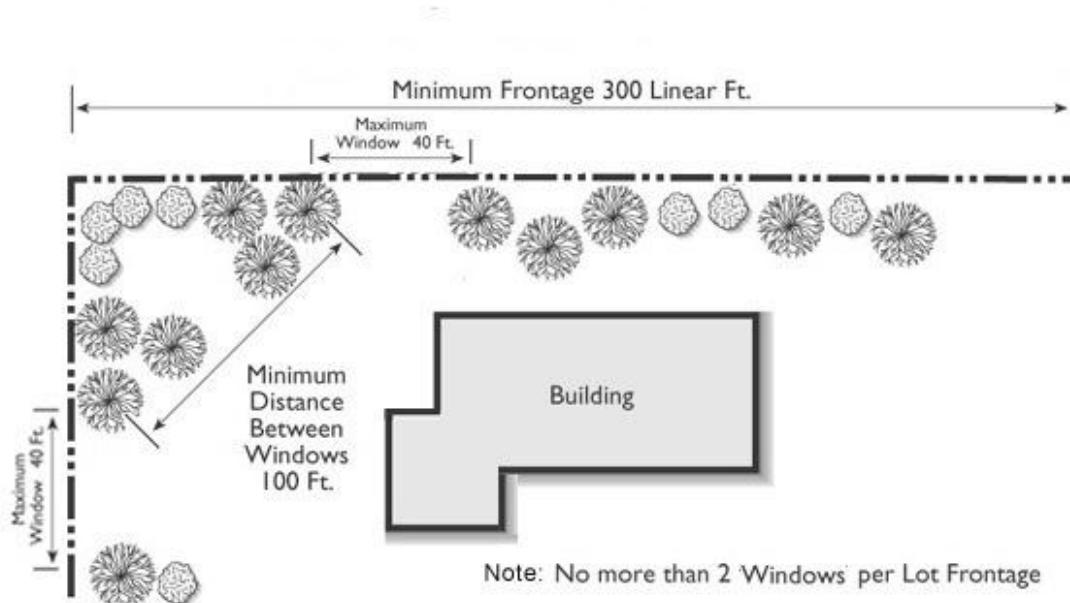 Minimum Frontage 300 Linear Ft.
Maximum
Window 40 Ft.
Minimum
Distance
Between
Windows
100 Ft.
Building
Maximum
Window 40 Ft.
Note: No more than 2 'Windows' per Lot Frontage